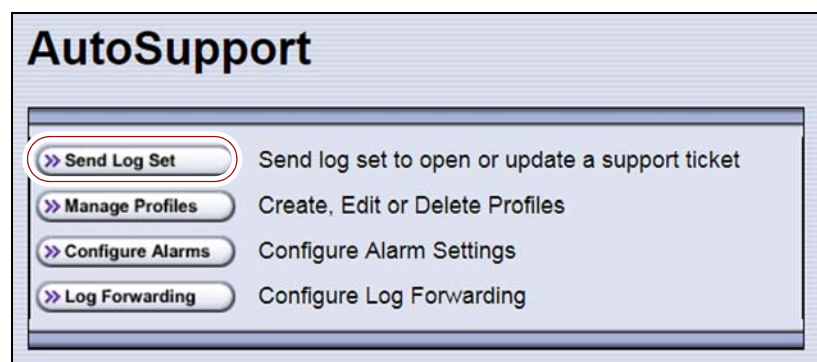 AutoSupport
» Send Log Set Send log set to open or update a support ticket
» Manage Profiles Create, Edit or Delete Profiles
» Configure Alarms Configure Alarm Settings
» Log Forwarding Configure Log Forwarding